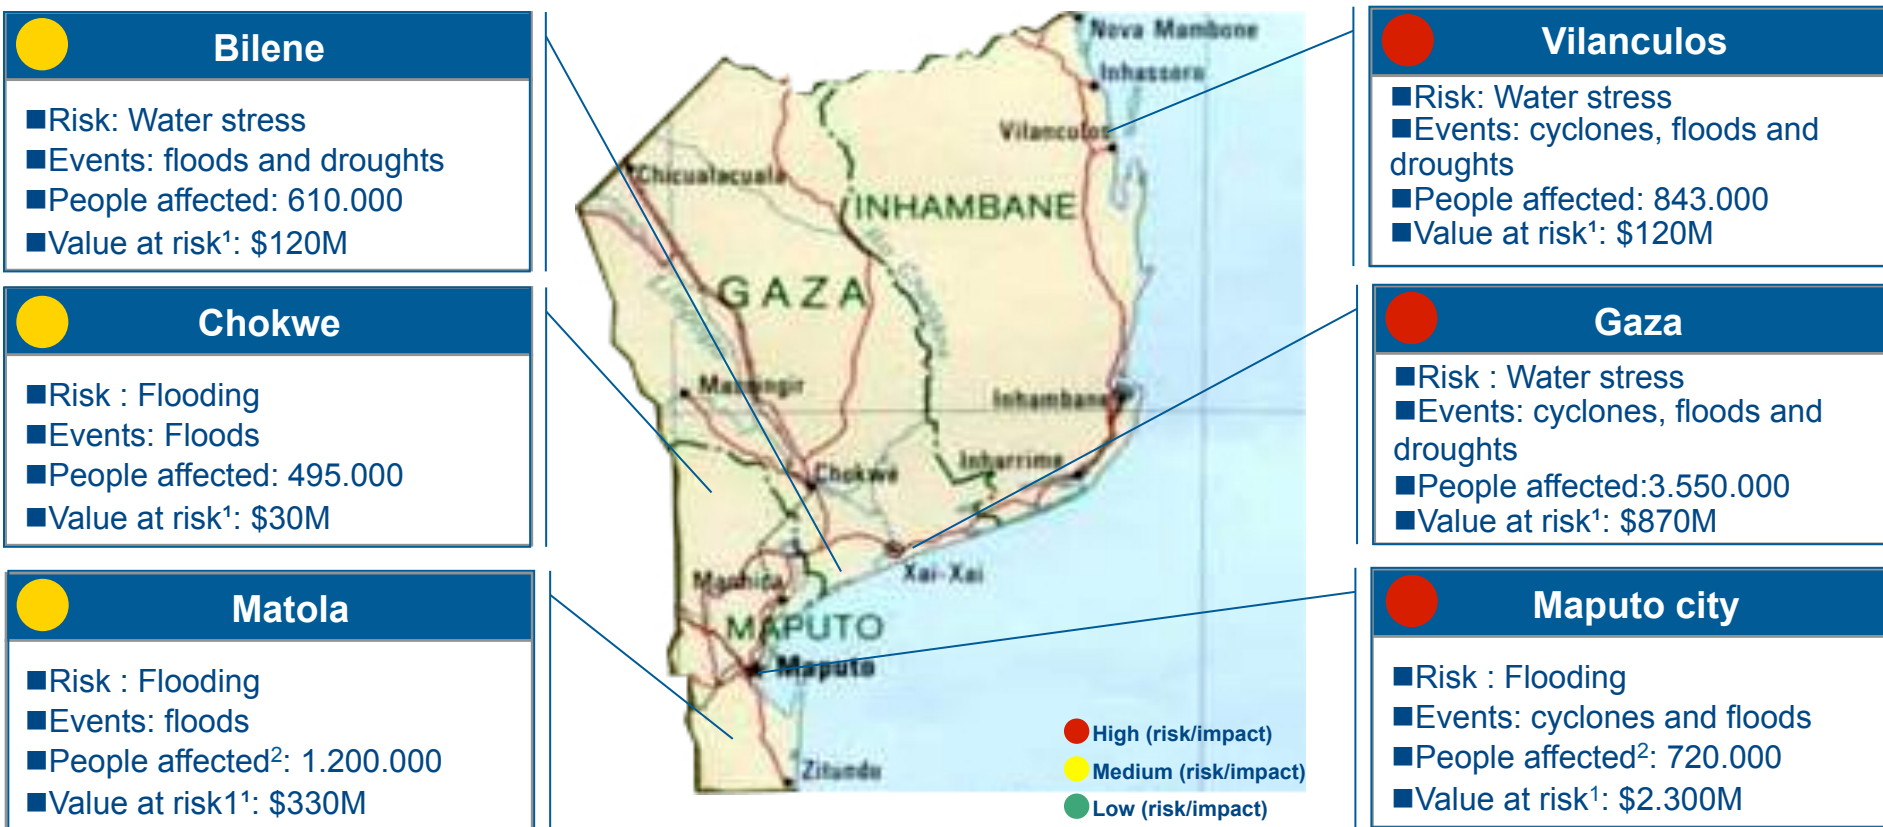 Bilene
■Risk: Water stress
■Events: floods and droughts
■People affected: 610.000
■Value at risk¹: $120M
Chokwe
■Risk : Flooding
■Events: Floods
■People affected: 495.000
■Value at risk¹: $30M
Matola
■Risk : Flooding
■Events: floods
■People affected²: 1.200.000
■Value at risk1¹: $330M
Nova Mambone
Inhassoro
Vilanculos
Chicualacuala
INHAMBANE
GAZA
Massingir
Inhambane
Chokwe
Inharrime
Xai-Xai
MAPUTO
Maputo
Zitundo
High (risk/impact)
Medium (risk/impact)
Low (risk/impact)
Vilanculos
■Risk: Water stress
■Events: cyclones, floods and
droughts
■People affected: 843.000
■Value at risk¹: $120M
Gaza
■Risk : Water stress
■Events: cyclones, floods and
droughts
■People affected:3.550.000
■Value at risk¹: $870M
Maputo city
■Risk : Flooding
■Events: cyclones and floods
■People affected²: 720.000
■Value at risk¹: $2.300M